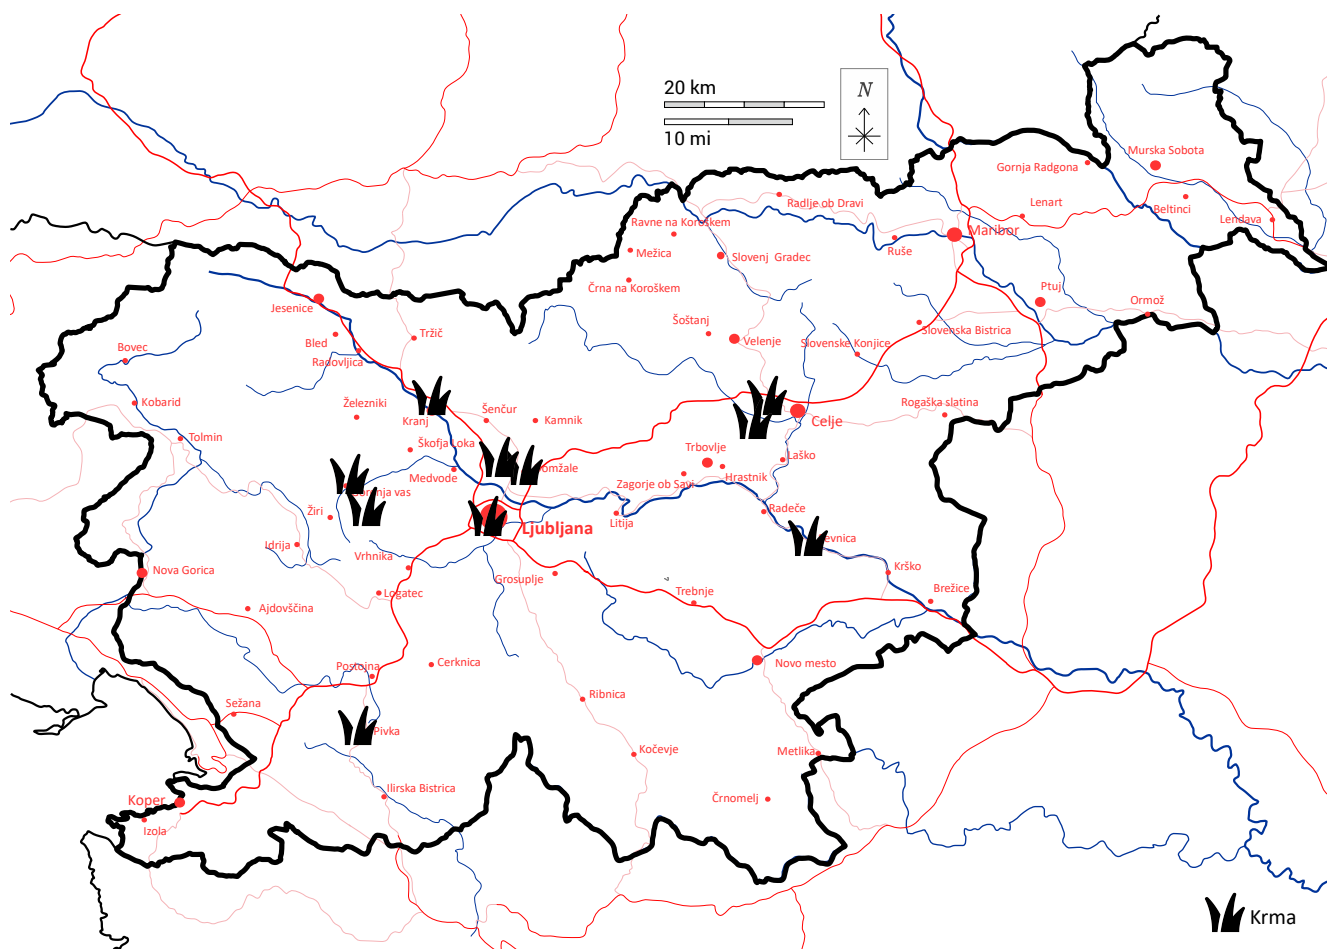 20 km
10 mi
N
Murska Sobota
Gornja Radgona
Radlje ob Dravi
Lenart
Beltinci
Lendava
Ravne na Koroškem
Maribor
Mežica
Slovenj Gradec
Ruše
Črna na Koroškem
Ptuj
Ormož
Jesenice
Šoštanj
Slovenska Bistrica
Tržič
Bled
Velenje
Slovenske Konjice
Bovec
Radovljica
Kobarid
Železniki
Šenčur
Kamnik
Rogaška slatina
Kranj
Celje
Tolmin
Škofja Loka
Trbovlje
Laško
Medvode
Hrastnik
Zagorje ob Savi
Žiri
Litija
Radeče
Ljubljana
Idrija
Vrhnika
Nova Gorica
Grosuplje
Krško
Trebnje
Brežice
Logatec
Ajdovščina
Postojna
Cerknica
Novo mesto
Ribnica
Sežana
Pivka
Kočevje
Metlika
Ilirska Bistrica
Črnomelj
Koper
Izola
Krma